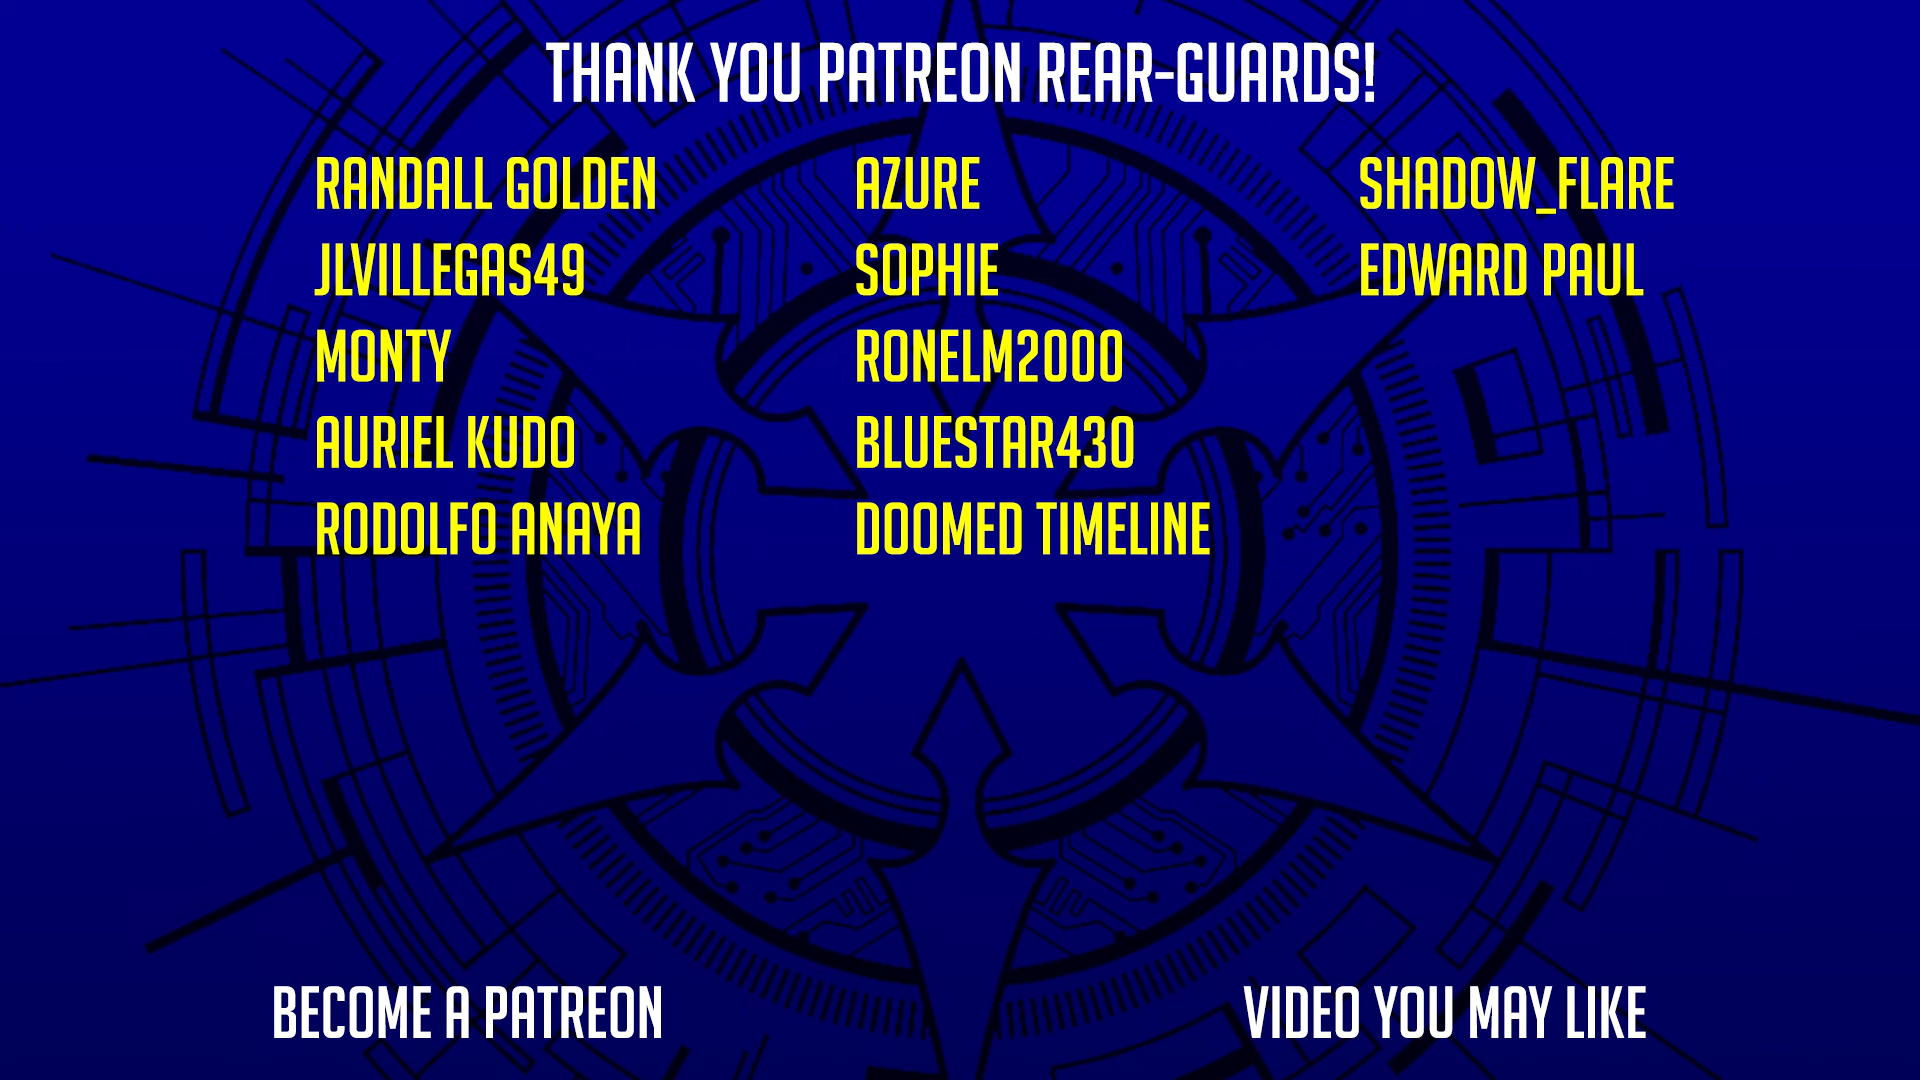 THANK YOU PATREON REAR-GUARDS!
RANDALL GOLDEN
JLVILLEGAS49
MONTY
AURIEL KUDO
RODOLFO ANAYA
AZURE
SOPHIE
RONELM2000
BLUESTAR430
DOOMED TIMELINE
SHADOW_FLARE
EDWARD PAUL
BECOME A PATREON
VIDEO YOU MAY LIKE